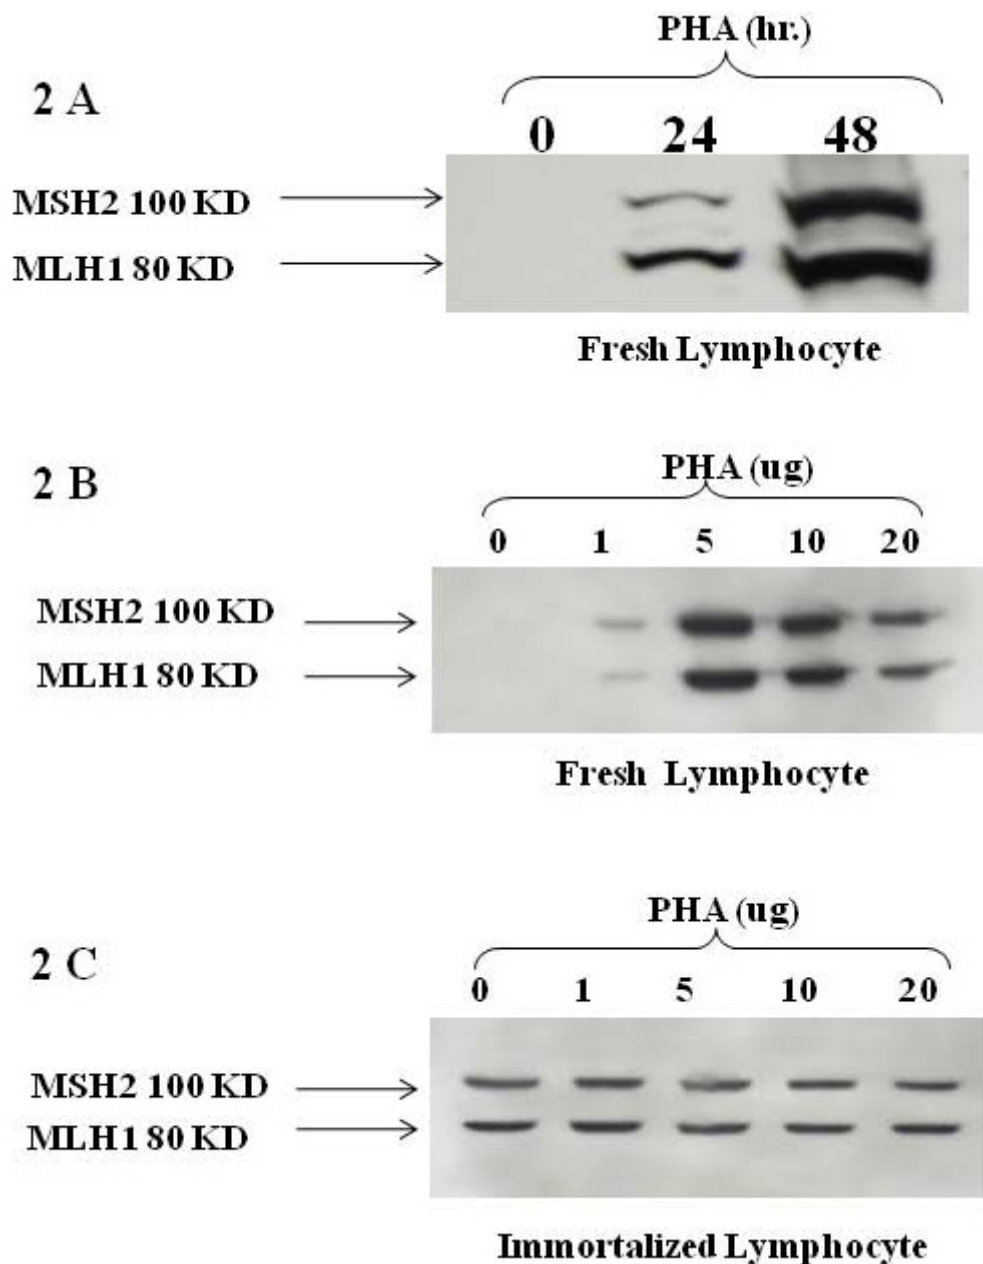 PHA (hr.)
2 A
0 24 48
MSH2 100 KD
MLH1 80 KD
Fresh Lymphocyte
2 B
PHA (ug)
0 1 5 10 20
MSH2 100 KD
MLH1 80 KD
Fresh Lymphocyte
PHA (ug)
2 C
0 1 5 10 20
MSH2 100 KD
MLH1 80 KD
Immortalized Lymphocyte